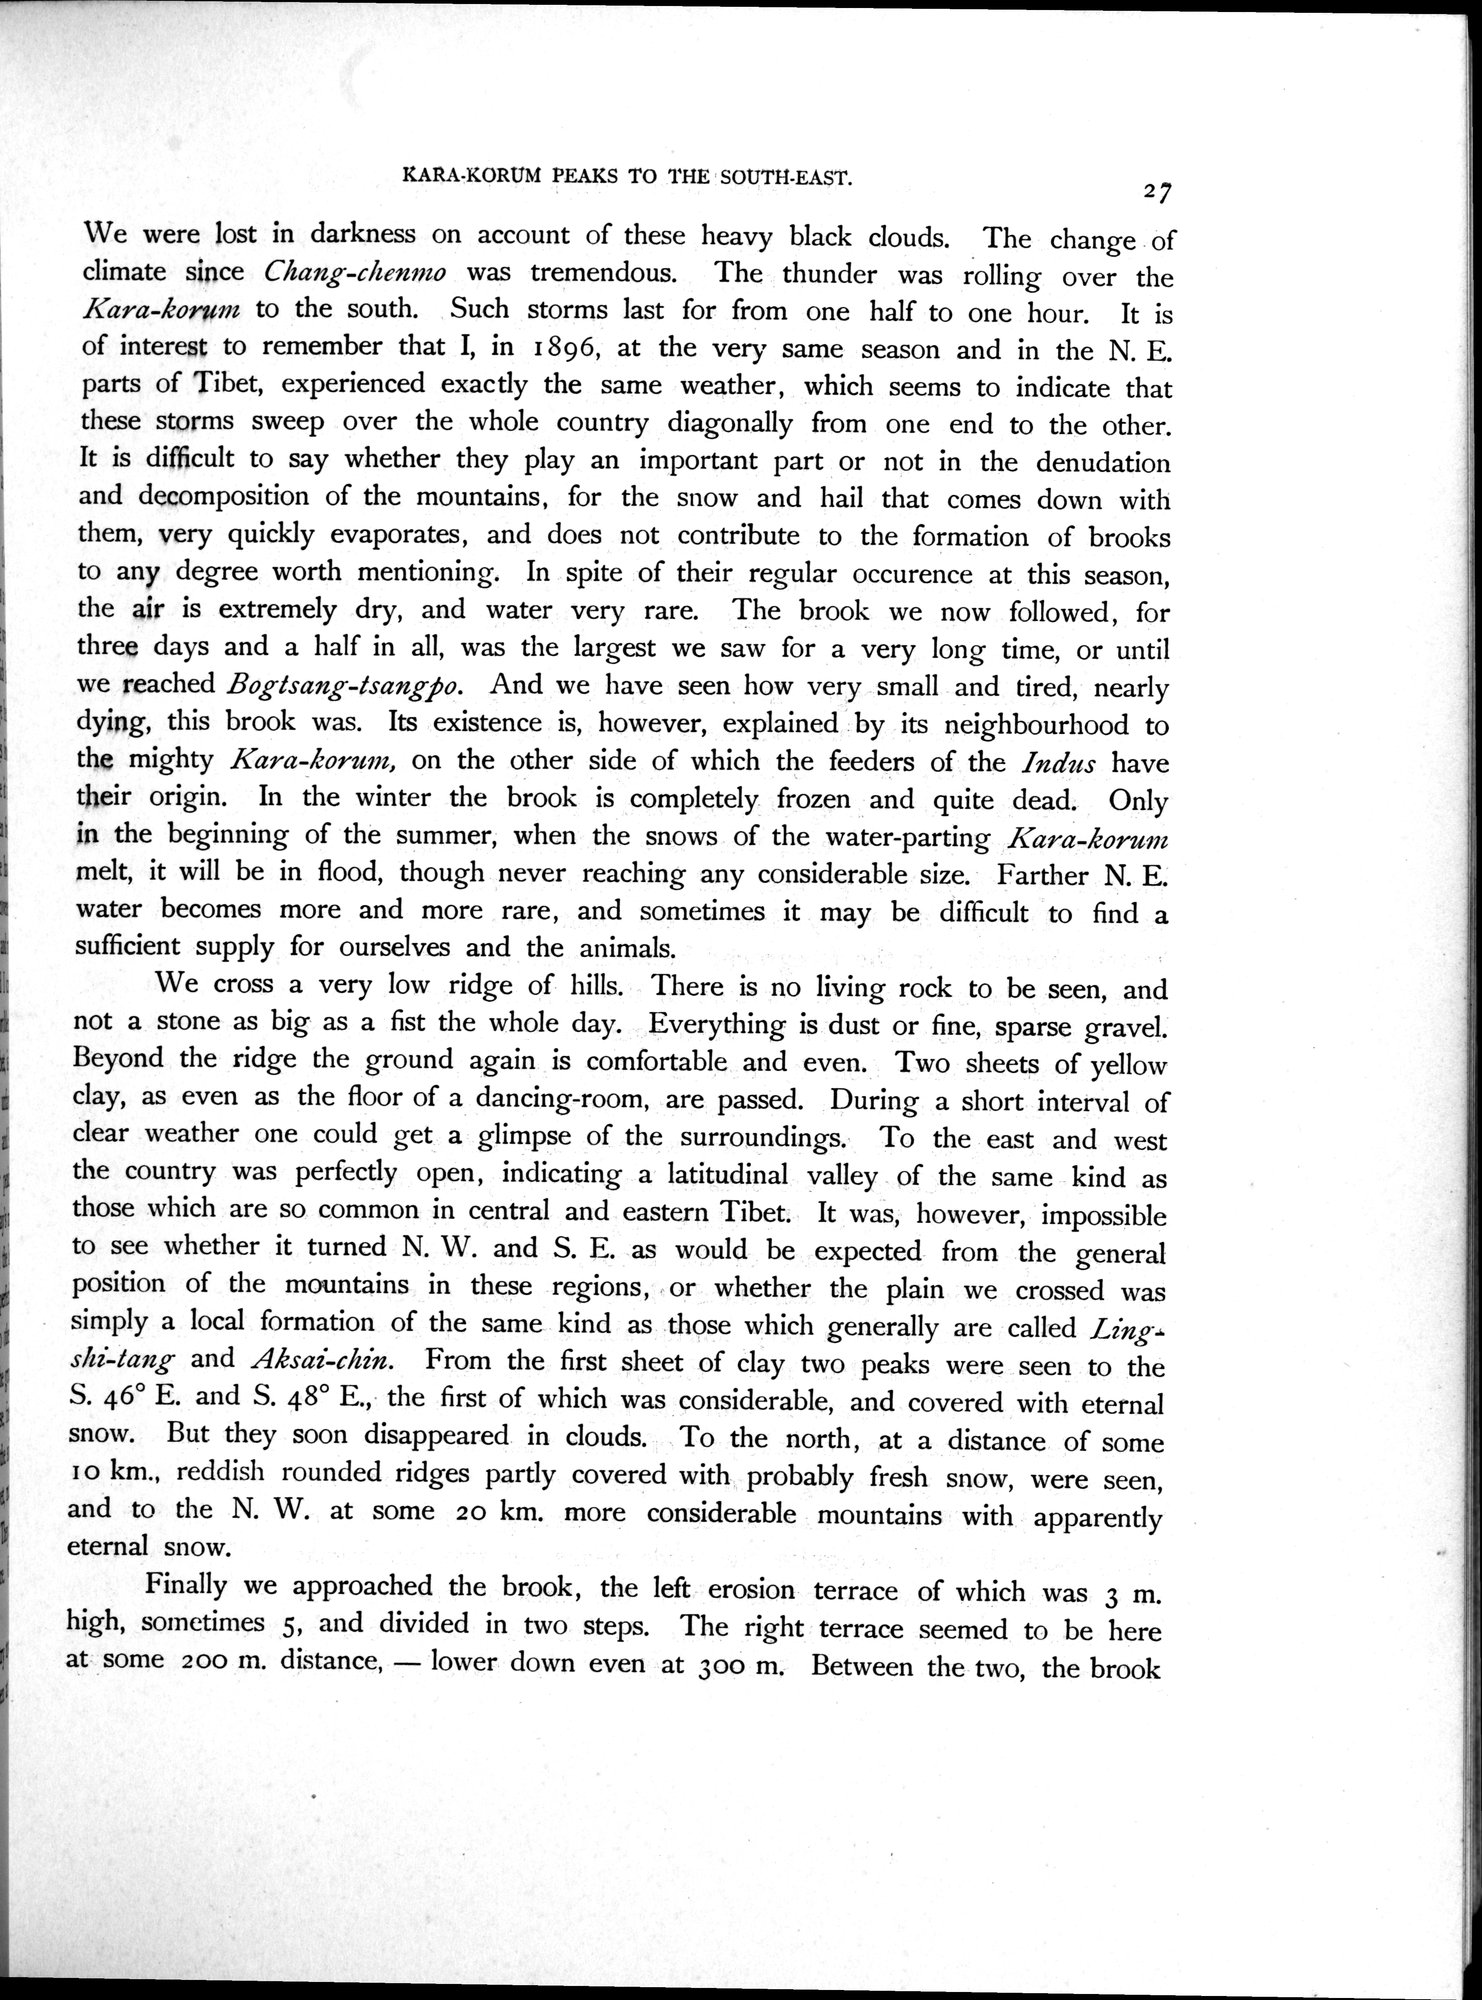 KARA-KORUM PEAKS TO THE SOUTH-EAST.
27
We were lost in darkness on account of these heavy black clouds. The change of
climate since Chang-chenmo was tremendous. The thunder was rolling over the
Kara-korum to the south. Such storms last for from one half to one hour. It is
of interest to remember that I, in 1896, at the very same season and in the N. E.
parts of Tibet, experienced exactly the same weather, which seems to indicate that
these storms sweep over the whole country diagonally from one end to the other.
It is difficult to say whether they play an important part or not in the denudation
and decomposition of the mountains, for the snow and hail that comes down with
them, very quickly evaporates, and does not contribute to the formation of brooks
to any degree worth mentioning. In spite of their regular occurence at this season,
the air is extremely dry, and water very rare. The brook we now followed, for
three days and a half in all, was the largest we saw for a very long time, or until
we reached Bogtsang-tsangpo. And we have seen how very small and tired, nearly
dying, this brook was. Its existence is, however, explained by its neighbourhood to
the mighty Kara-korum, on the other side of which the feeders of the Indus have
their origin. In the winter the brook is completely frozen and quite dead. Only
in the beginning of the summer, when the snows of the water-parting Kara-korum
melt, it will be in flood, though never reaching any considerable size. Farther N. E.
water becomes more and more rare, and sometimes it may be difficult to find a
sufficient supply for ourselves and the animals.
We cross a very low ridge of hills. There is no living rock to be seen, and
not a stone as big as a fist the whole day. Everything is dust or fine, sparse gravel.
Beyond the ridge the ground again is comfortable and even. Two sheets of yellow
clay, as even as the floor of a dancing-room, are passed. During a short interval of
clear weather one could get a glimpse of the surroundings. To the east and west
the country was perfectly open, indicating a latitudinal valley of the same kind as
those which are so common in central and eastern Tibet. It was, however, impossible
to see whether it turned N. W. and S. E. as would be expected from the general
position of the mountains in these regions, or whether the plain we crossed was
simply a local formation of the same kind as those which generally are called Ling-
shi-tang and Aksai-chin. From the first sheet of clay two peaks were seen to the
S. 46° E. and S. 48° E., the first of which was considerable, and covered with eternal
snow. But they soon disappeared in clouds. To the north, at a distance of some
10 km., reddish rounded ridges partly covered with probably fresh snow, were seen,
and to the N. W. at some 20 km. more considerable mountains with apparently
eternal snow.
Finally we approached the brook, the left erosion terrace of which was 3 m.
high, sometimes 5, and divided in two steps. The right terrace seemed to be here
at some 200 m. distance, — lower down even at 300 m. Between the two, the brook